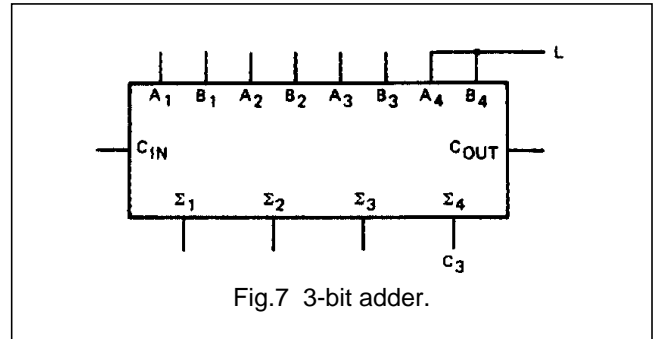 L
A1 B1 A2 B2 A3 B3 A4 B4
CIN COUT
Σ1 Σ2 Σ3 Σ4
C3
Fig.7 3-bit adder.